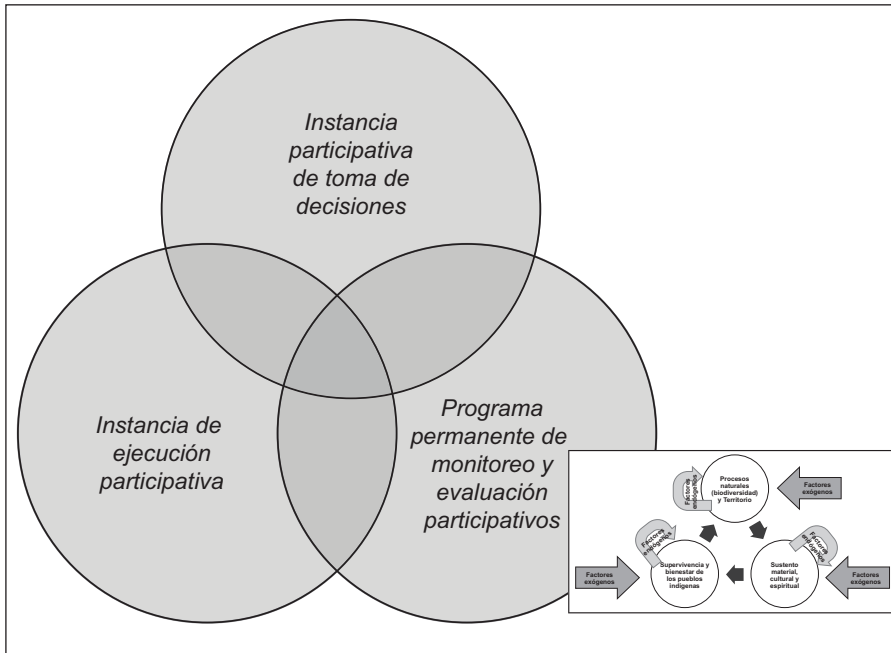 Instancia
participativa
de toma de
decisiones
Instancia de
ejecución
participativa
Programa
permanente de
monitoreo y
evaluación
participativos
Factores
endógenos
Procesos
naturales
(biodiversidad)
y Territorio
Factores
exógenos
Factores
endógenos
Factores
endógenos
Factores
exógenos
Supervivencia y
bienestar de
los pueblos
indígenas
Sustento
material,
cultural y
espiritual
Factores
exógenos